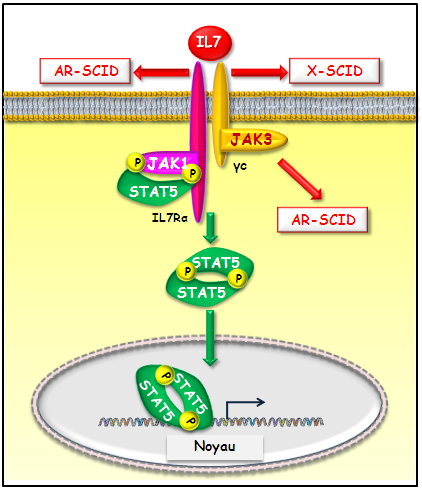 IL7
AR-SCID
X-SCID
JAK3
P
JAK1
γc
P
STAT5
IL7Rα
AR-SCID
STAT5
P
P
STAT5
P
STAT5
STAT5
P
Noyau